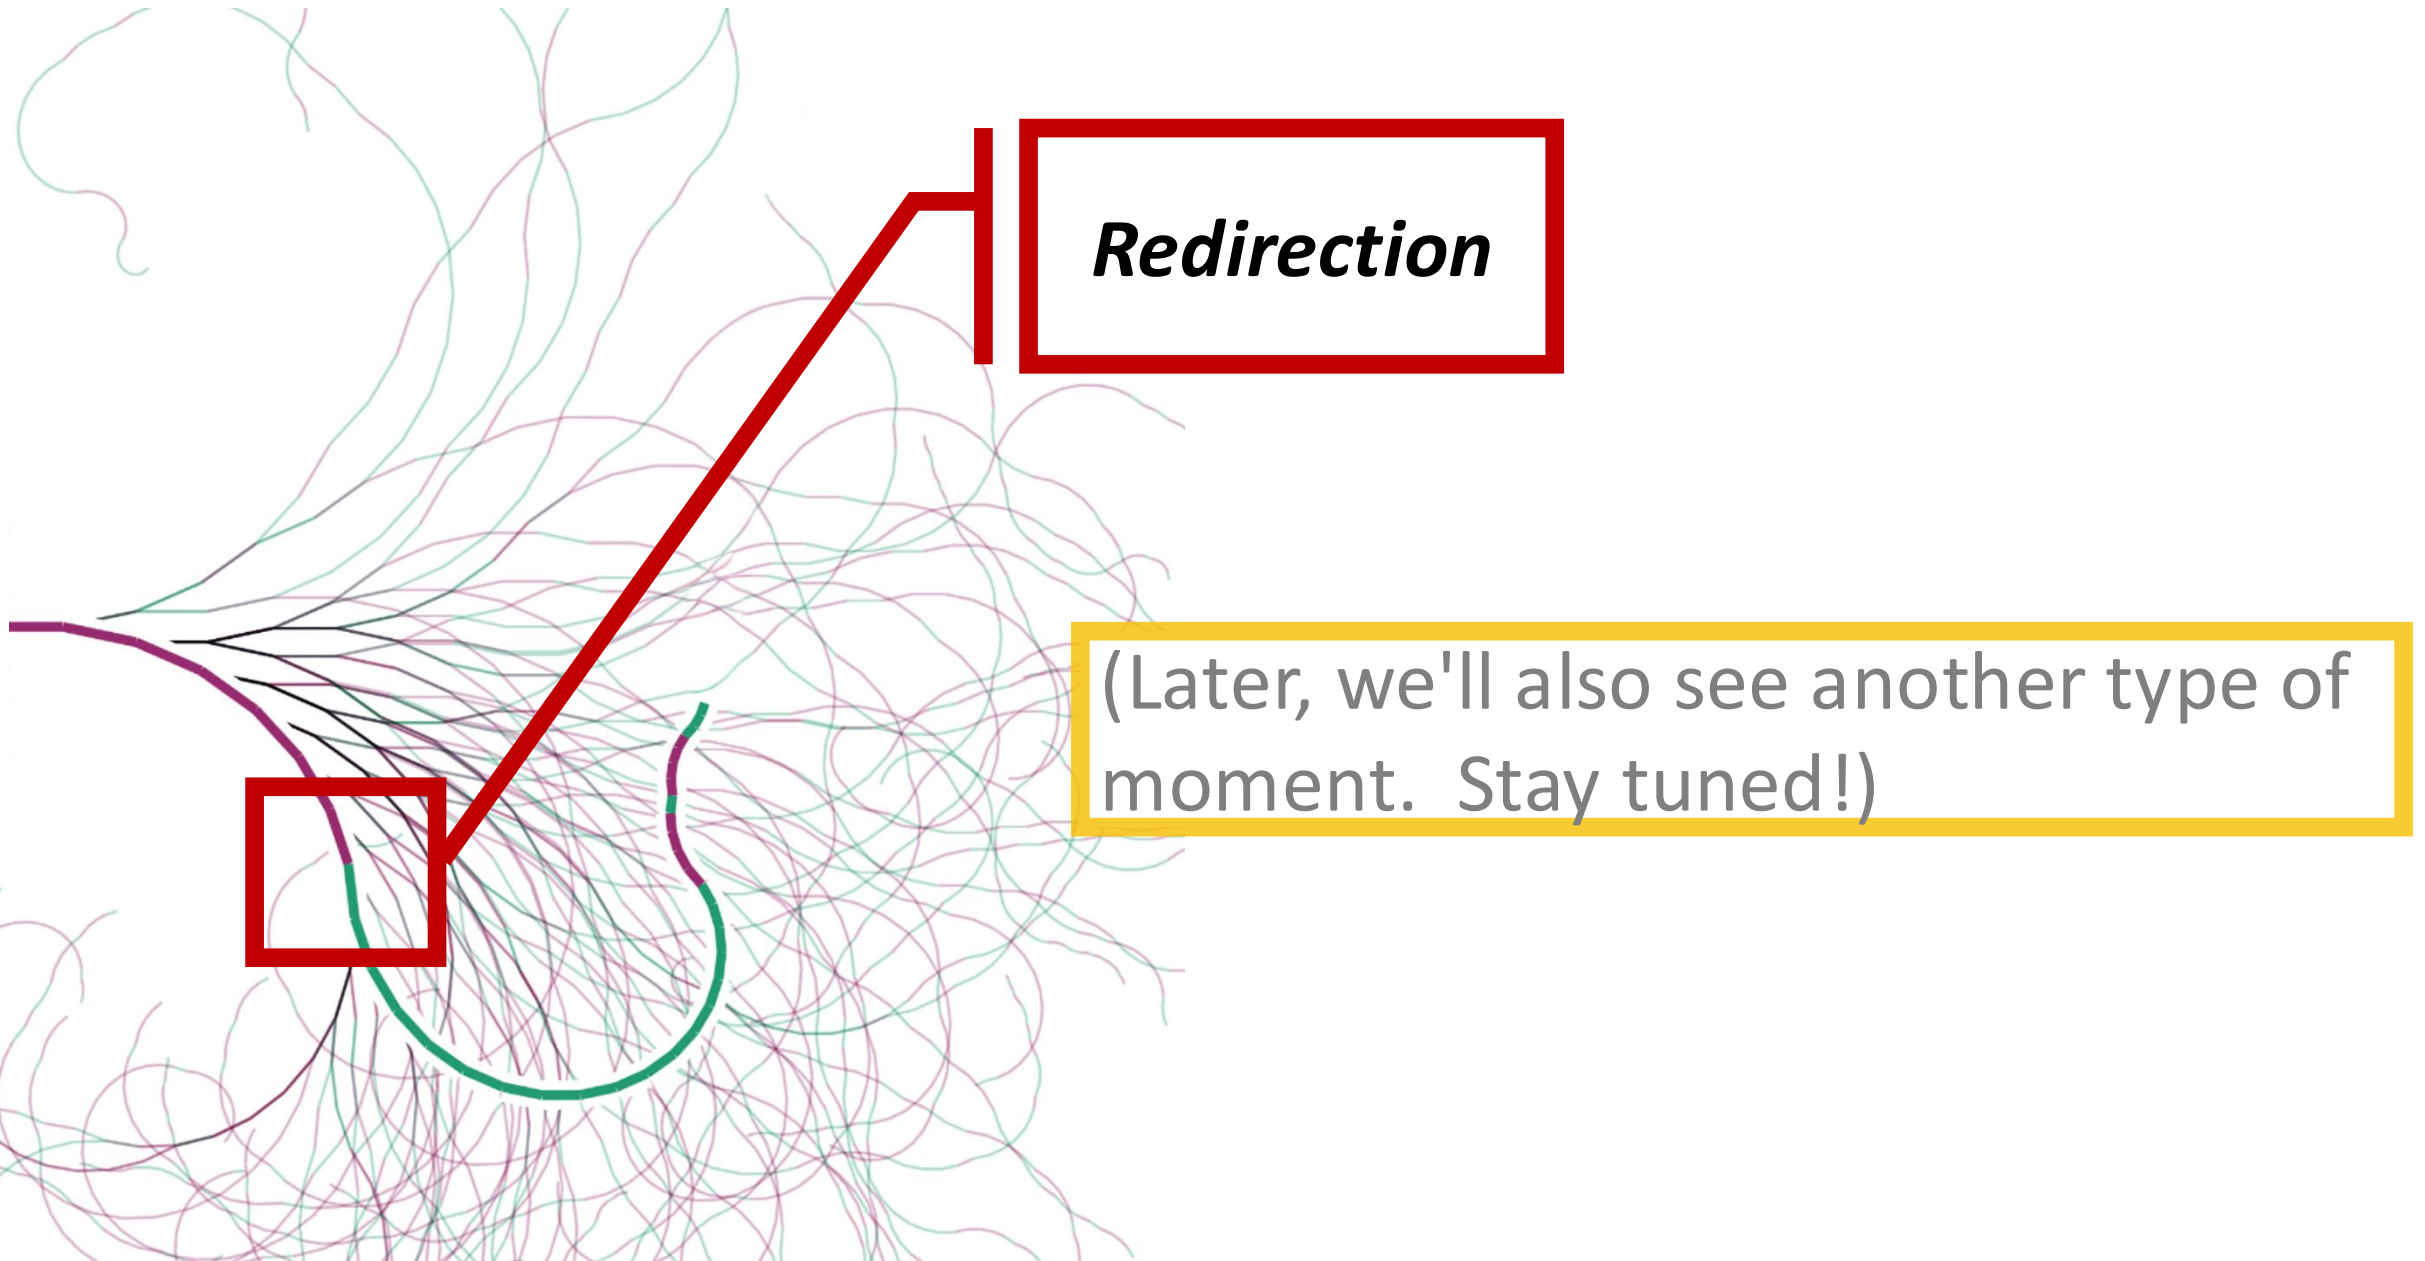 Redirection
(Later, we'll also see another type of
moment.  Stay tuned!)